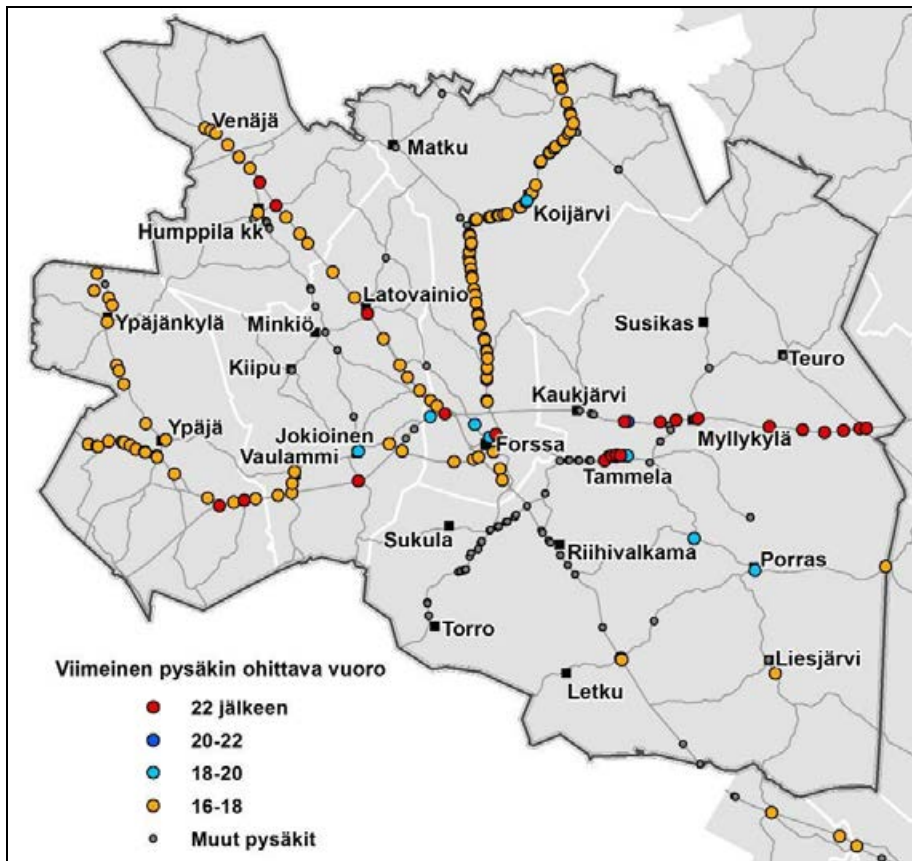 Venäjä
Matku
Koijärvi
Humppila kk
Latovainio
Ypäjänkylä
Minkiö
Susikas
Teuro
Kiipu
Kaukjärvi
Ypäjä
Jokioinen
Forssa
Myllykylä
Vaulammi
Tammela
Sukula
Riihivalkama
Porras
Torro
Liesjärvi
Letku
Viimeinen pysäkin ohittava vuoro
22 jälkeen
20-22
18-20
16-18
Muut pysäkit